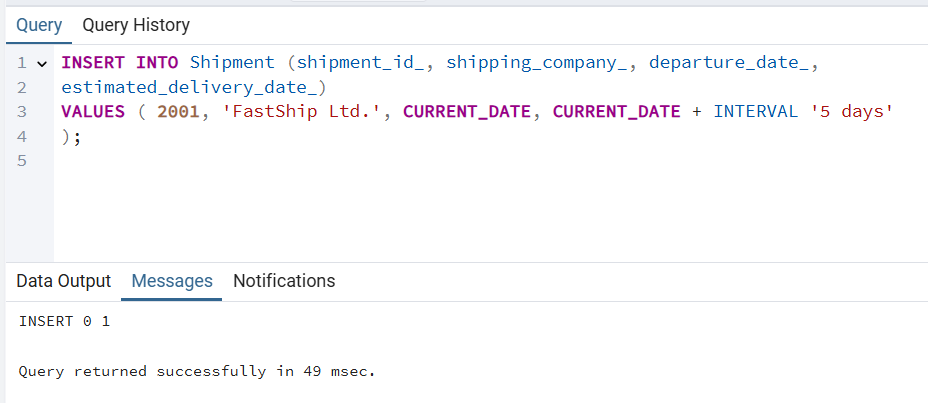 Query Query History
1 INSERT INTO Shipment (shipment_id_, shipping_company_, departure_date_,
2 estimated_delivery_date_)
3 VALUES ( 2001, 'FastShip Ltd.', CURRENT_DATE, CURRENT_DATE + INTERVAL '5 days'
4 );
5
Data Output Messages Notifications
INSERT 0 1
Query returned successfully in 49 msec.